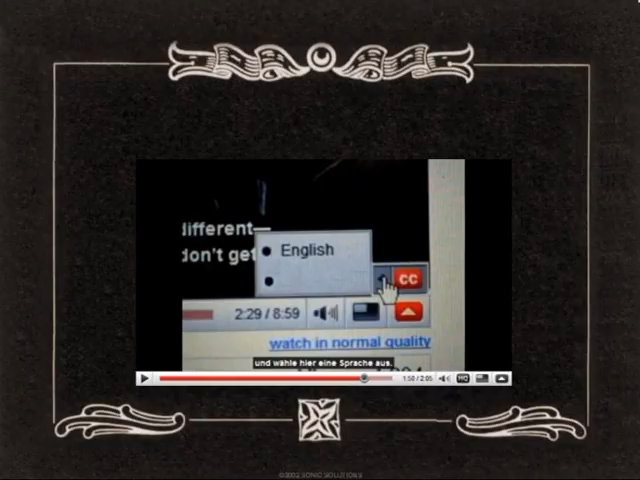 different—
don't get
English
CC
2:29 / 8:59
watch in normal quality
und wähle hier eine Sprache aus.
1:50 / 2:05
HQ